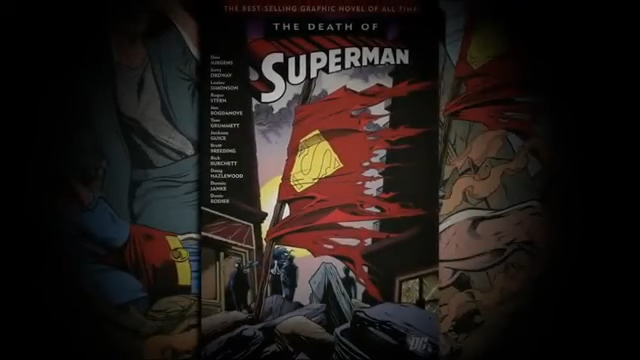 THE BEST-SELLING GRAPHIC NOVEL OF ALL TIME
THE DEATH OF
SUPERMAN
Dan
JURGENS
Jerry
ORDWAY
Louise
SIMONSON
Roger
STERN
Jon
BOGDANOVE
Tom
GRUMMETT
Jackson
GUICE
Brett
BREEDING
Rick
BURCHETT
Doug
HAZLEWOOD
Dennis
JANKE
Denis
RODIER
S
DC